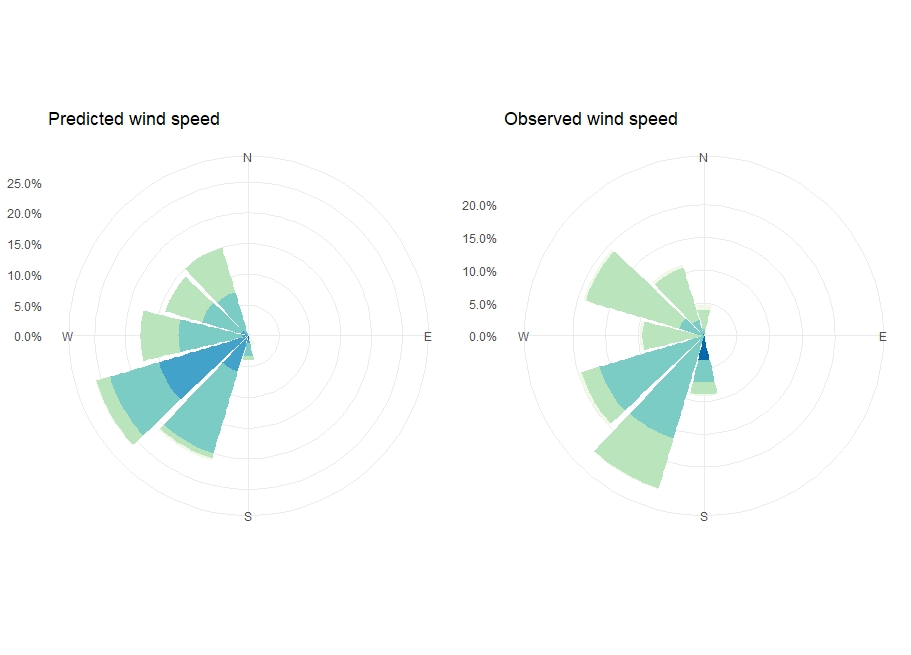 Predicted wind speed
N
25.0%
20.0%
15.0%
10.0%
5.0%
0.0%
W
E
S
Observed wind speed
N
20.0%
15.0%
10.0%
5.0%
0.0%
W
E
S